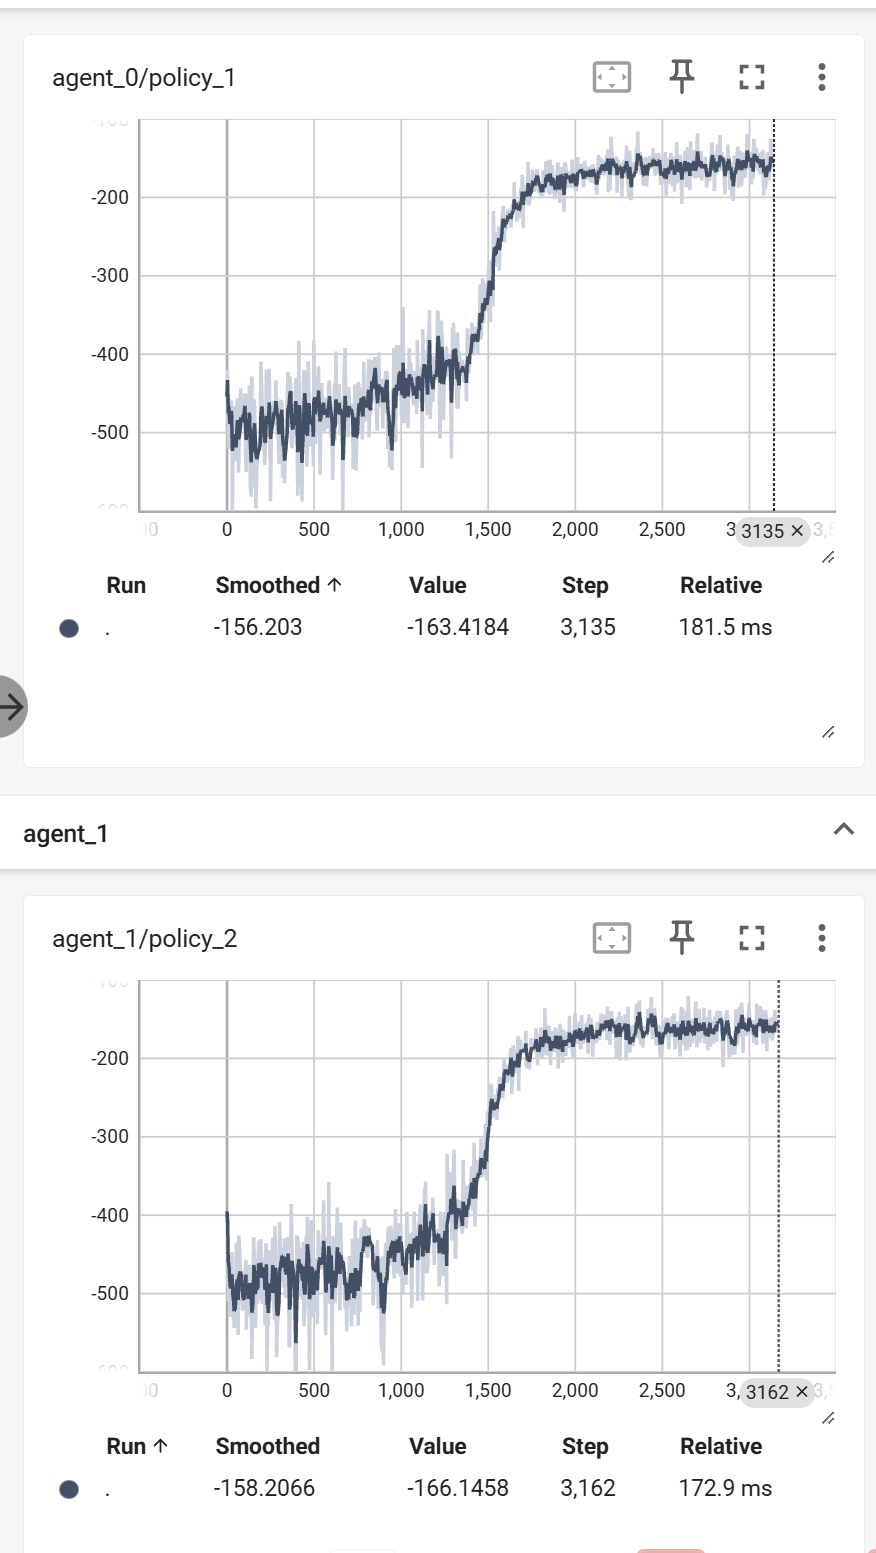 agent_0/policy_1
-200
-300
-400
-500
0 500 1,000 1,500 2,000 2,500 3135 ×
Run Smoothed ↑ Value Step Relative
. -156.203 -163.4184 3,135 181.5 ms
agent_1
agent_1/policy_2
-200
-300
-400
-500
0 500 1,000 1,500 2,000 2,500 3162 ×
Run ↑ Smoothed Value Step Relative
. -158.2066 -166.1458 3,162 172.9 ms